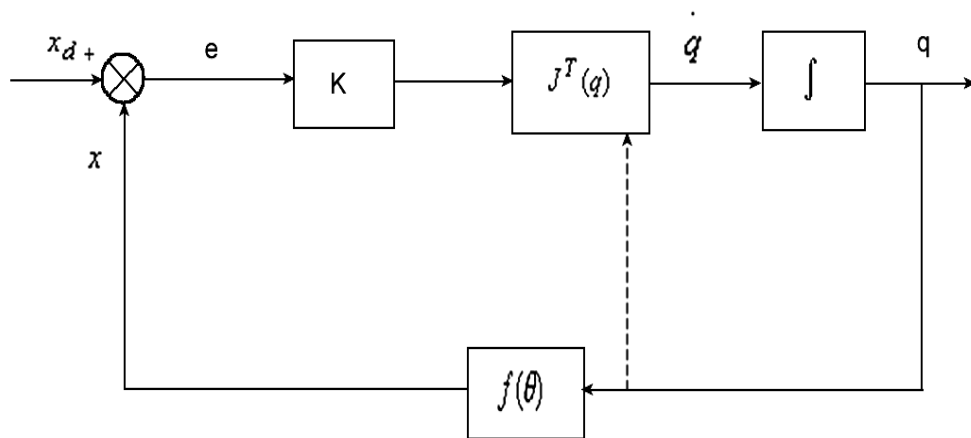 x_d +
e
K
J^T(q)
q̇
∫
q
x
f(θ)